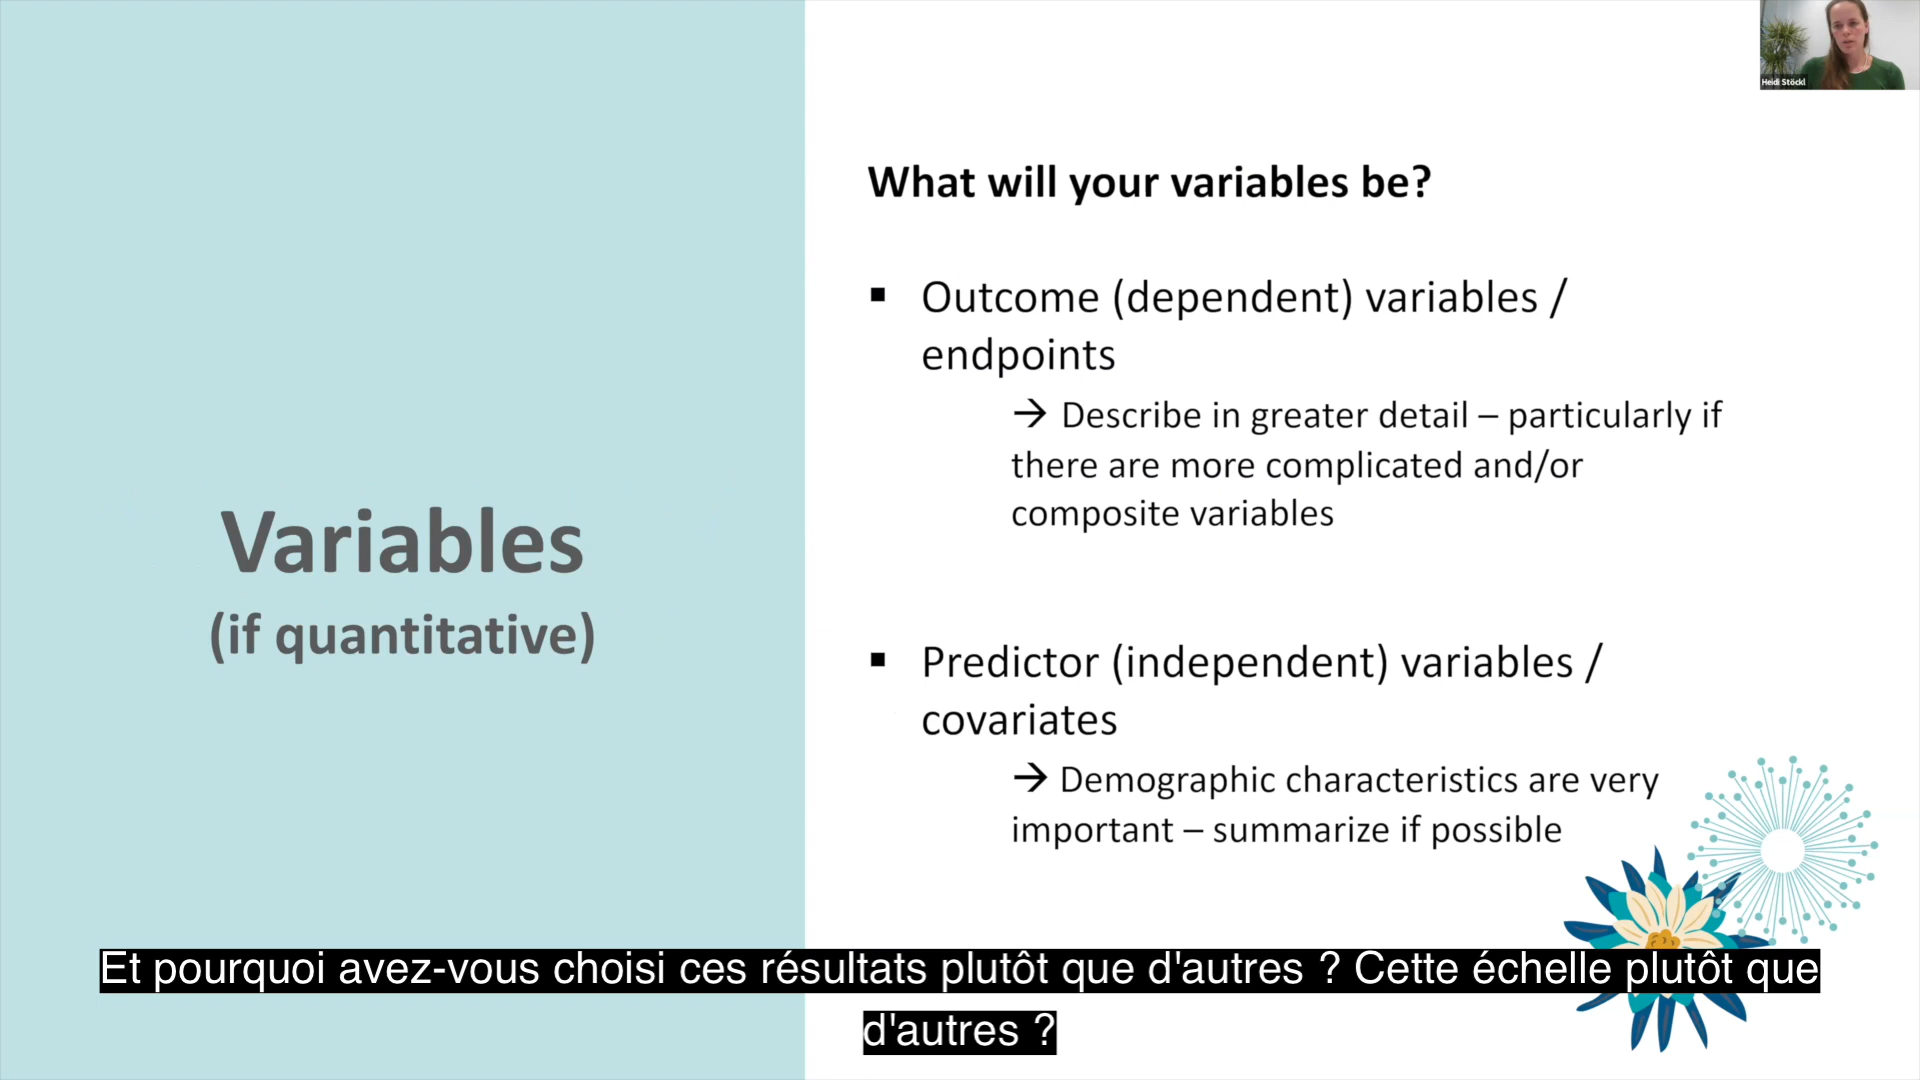 Heidi Stöckl
What will your variables be?
▪ Outcome (dependent) variables /
endpoints
→ Describe in greater detail – particularly if
there are more complicated and/or
composite variables
Variables
(if quantitative)
▪ Predictor (independent) variables /
covariates
→ Demographic characteristics are very
important – summarize if possible
Et pourquoi avez-vous choisi ces résultats plutôt que d'autres ? Cette échelle plutôt que
d'autres ?